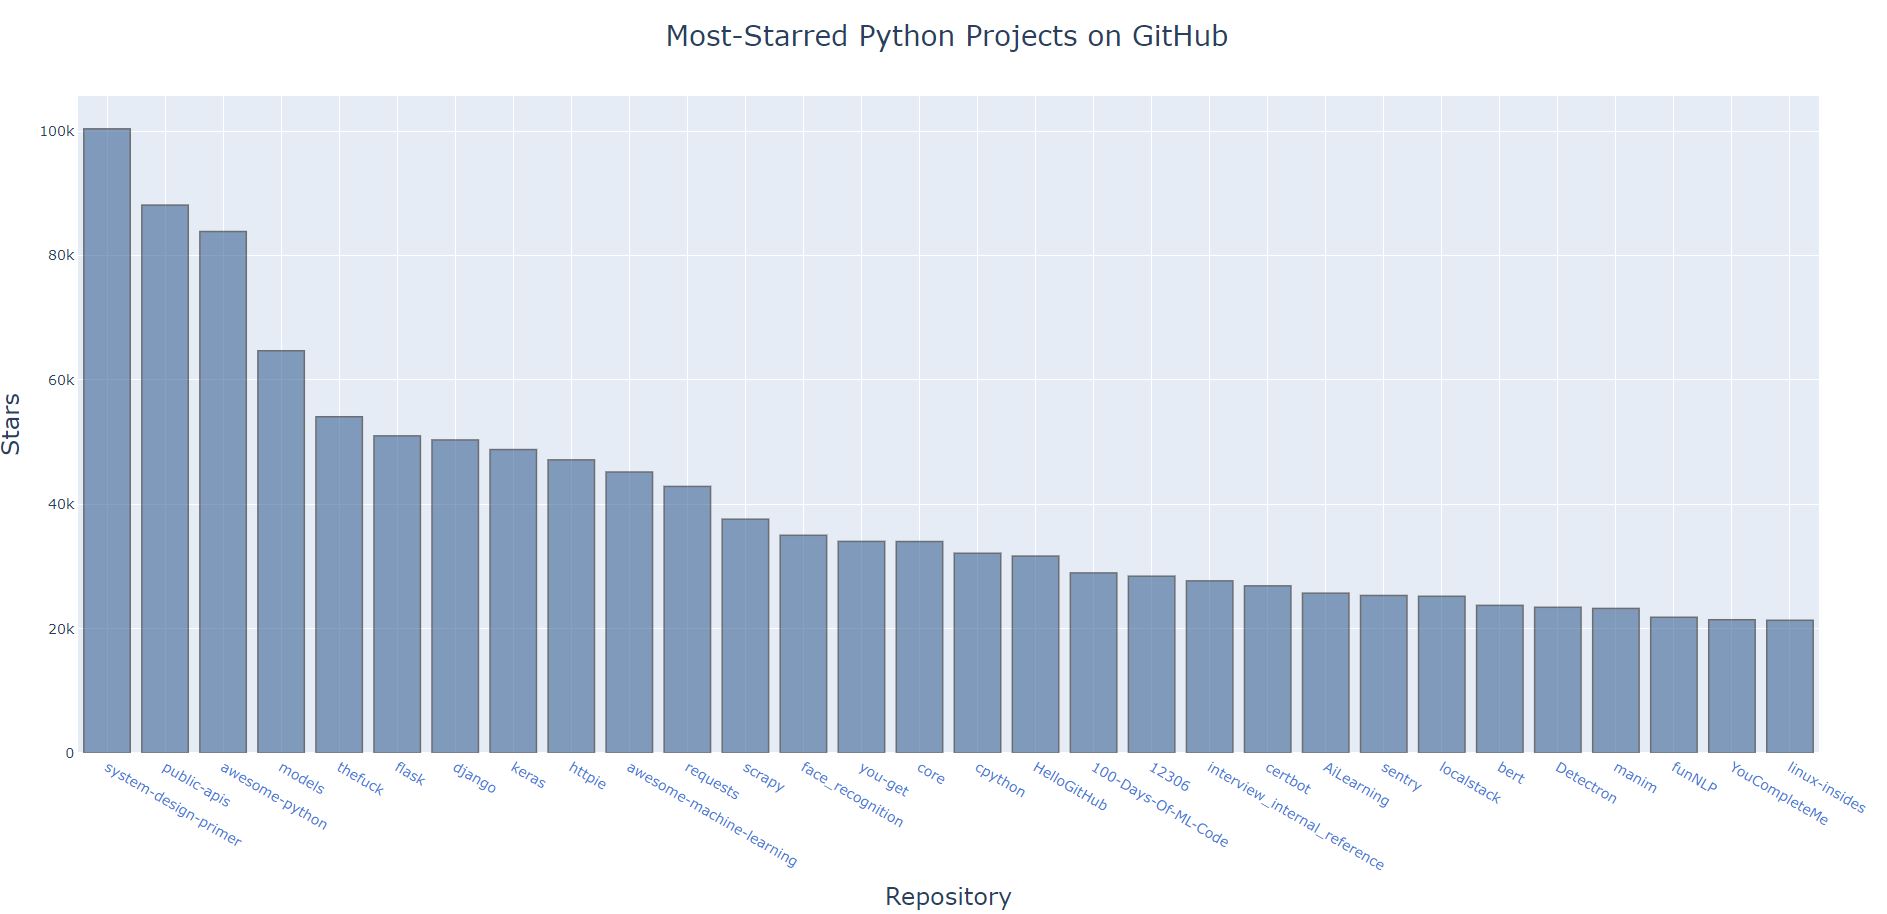 Most-Starred Python Projects on GitHub
Stars
100k
80k
60k
40k
20k
0
system-design-primer
public-apis
awesome-python
models
thefuck
flask
django
keras
httpie
awesome-machine-learning
requests
scrapy
face_recognition
you-get
core
cpython
HelloGitHub
100-Days-Of-ML-Code
12306
interview_internal_reference
certbot
AiLearning
sentry
localstack
bert
Detectron
manim
funNLP
YouCompleteMe
linux-insides
Repository